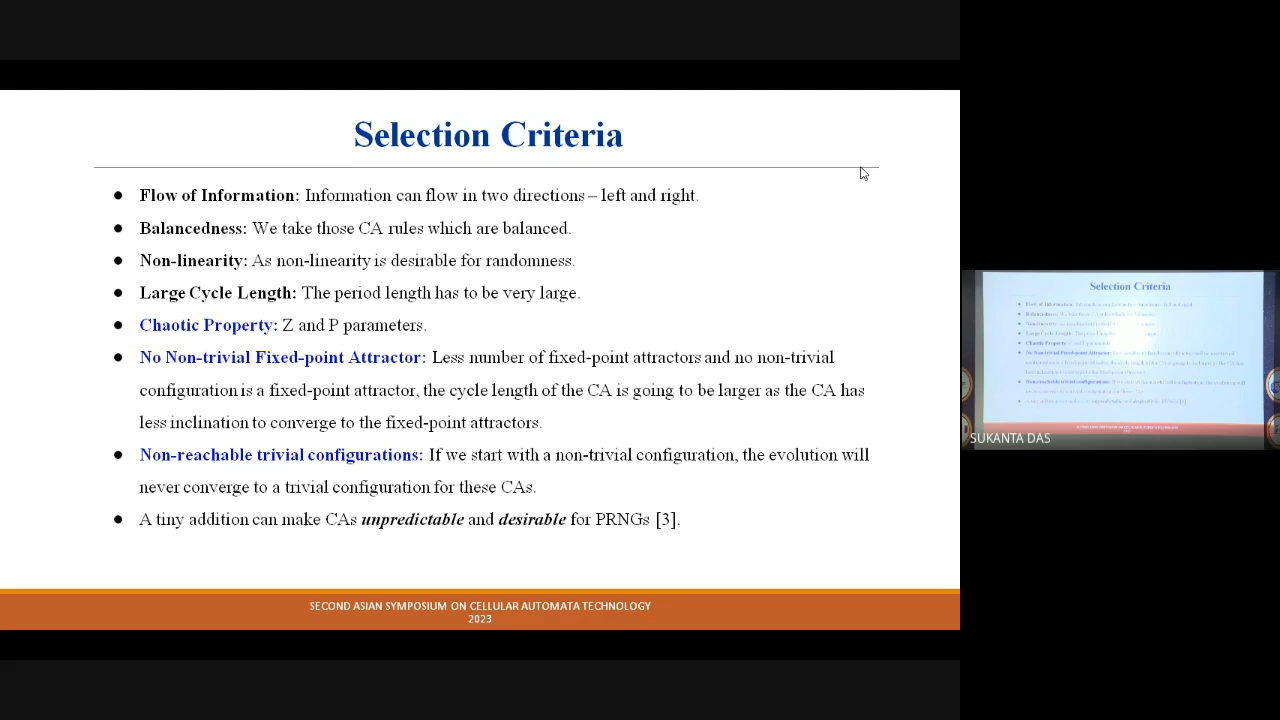 Selection Criteria
● Flow of Information: Information can flow in two directions – left and right.
● Balancedness: We take those CA rules which are balanced.
● Non-linearity: As non-linearity is desirable for randomness.
● Large Cycle Length: The period length has to be very large.
● Chaotic Property: Z and P parameters.
● No Non-trivial Fixed-point Attractor: Less number of fixed-point attractors and no non-trivial
configuration is a fixed-point attractor, the cycle length of the CA is going to be larger as the CA has
less inclination to converge to the fixed-point attractors.
● Non-reachable trivial configurations: If we start with a non-trivial configuration, the evolution will
never converge to a trivial configuration for these CAs.
● A tiny addition can make CAs unpredictable and desirable for PRNGs [3].
SECOND ASIAN SYMPOSIUM ON CELLULAR AUTOMATA TECHNOLOGY
2023
Selection Criteria
SUKANTA DAS